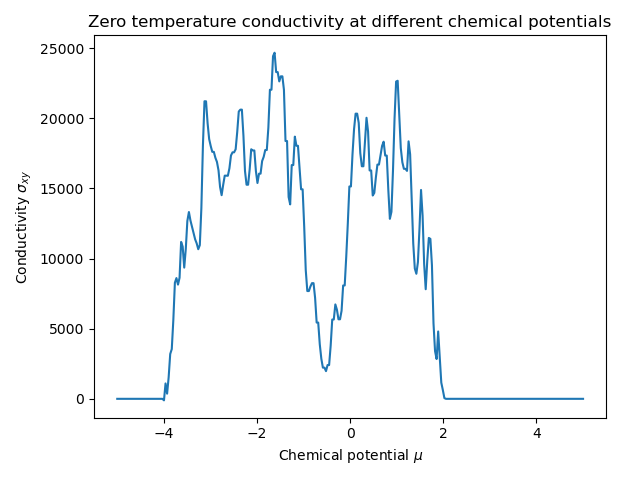 Zero temperature conductivity at different chemical potentials
25000
20000
15000
10000
5000
0
Conductivity σxy
−4 −2 0 2 4
Chemical potential μ